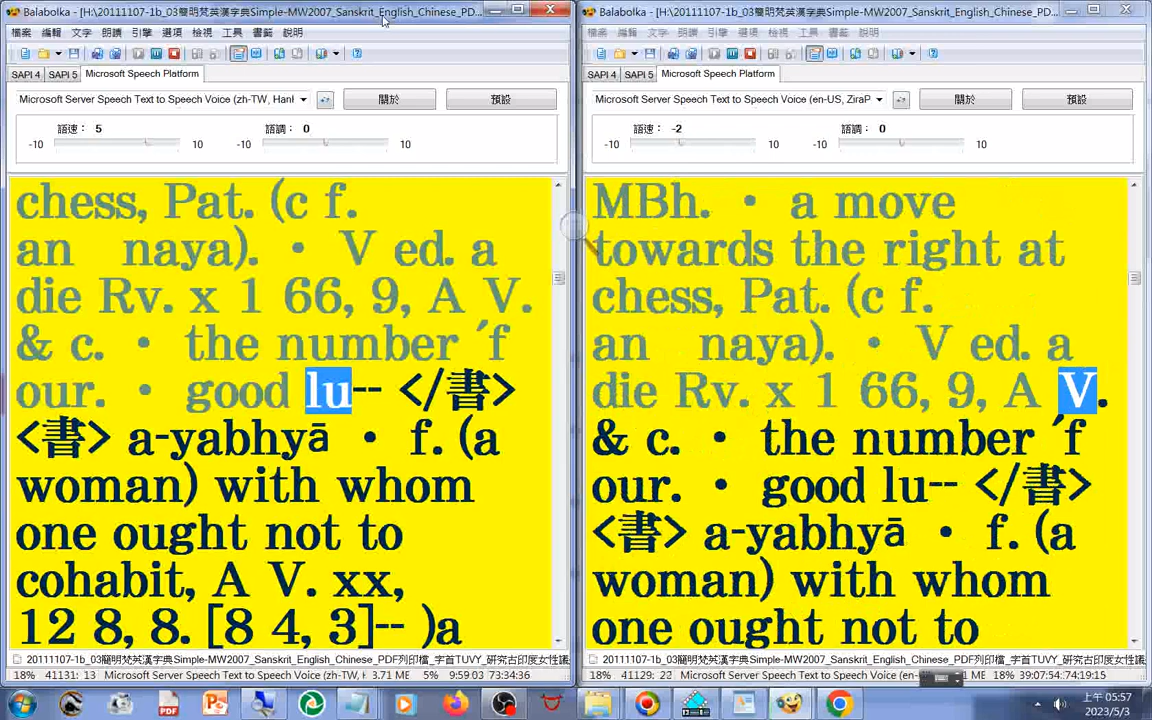 Balabolka - [H:\20111107-1b_03簡明梵英漢字典Simple-MW2007_Sanskrit_English_Chinese_PD...
檔案 編輯 文字 朗讀 引擎 選項 檢視 工具 書籤 說明
SAPI 4 SAPI 5 Microsoft Speech Platform
Microsoft Server Speech Text to Speech Voice (zh-TW, Hanl
關於 預設
語速： 5 語調： 0
-10 10 -10 10
chess, Pat. (c f.
an naya). • V ed. a
die Rv. x 1 66, 9, A V.
& c. • the number ′f
our. • good lu-- </書>
<書> a-yabhyā • f. (a
woman) with whom
one ought not to
cohabit, A V. xx,
12 8, 8. [8 4, 3]-- )a
20111107-1b_03簡明梵英漢字典Simple-MW2007_Sanskrit_English_Chinese_PDF列印檔_字首TUVY_研究古印度女性議
18% 41131: 13 Microsoft Server Speech Text to Speech Voice (zh-TW, H 3.71 ME 5% 9:59 03 73:34:36
Balabolka - [H:\20111107-1b_03簡明梵英漢字典Simple-MW2007_Sanskrit_English_Chinese_PD...
檔案 編輯 文字 朗讀 引擎 選項 檢視 工具 書籤 說明
SAPI 4 SAPI 5 Microsoft Speech Platform
Microsoft Server Speech Text to Speech Voice (en-US, ZiraP
關於 預設
語速： -2 語調： 0
-10 10 -10 10
MBh. • a move
towards the right at
chess, Pat. (c f.
an naya). • V ed. a
die Rv. x 1 66, 9, A V.
& c. • the number ′f
our. • good lu-- </書>
<書> a-yabhyā • f. (a
woman) with whom
one ought not to
20111107-1b_03簡明梵英漢字典Simple-MW2007_Sanskrit_English_Chinese_PDF列印檔_字首TUVY_研究古印度女性議
18% 41129: 22 Microsoft Server Speech Text to Speech Voice 18% 39:07:54:74:19:15
上午 05:57
2023/5/3